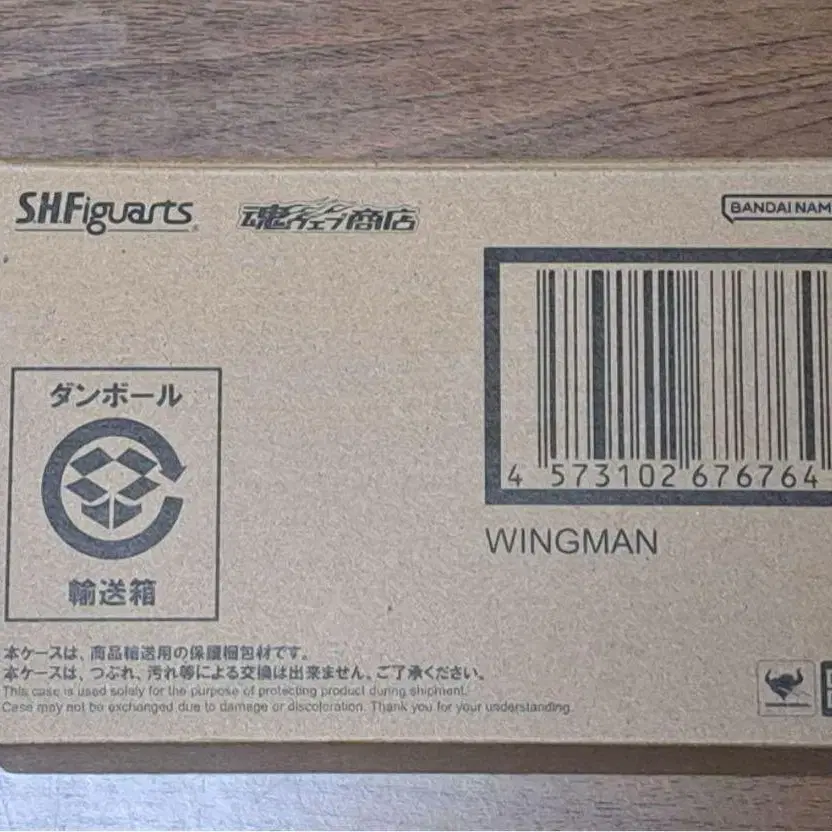 S.H.Figuarts
魂ウェブ商店
BANDAI NAM
ダンボール
輸送箱
4 573102 676764
WINGMAN
本ケースは、商品輸送用の保護梱包材です。
本ケースは、つぶれ、汚れ等による交換は出来ません。ご了承ください。
This case is used solely for the purpose of protecting product during shipment.
Case may not be exchanged due to damage or discoloration. Thank you for your understanding.